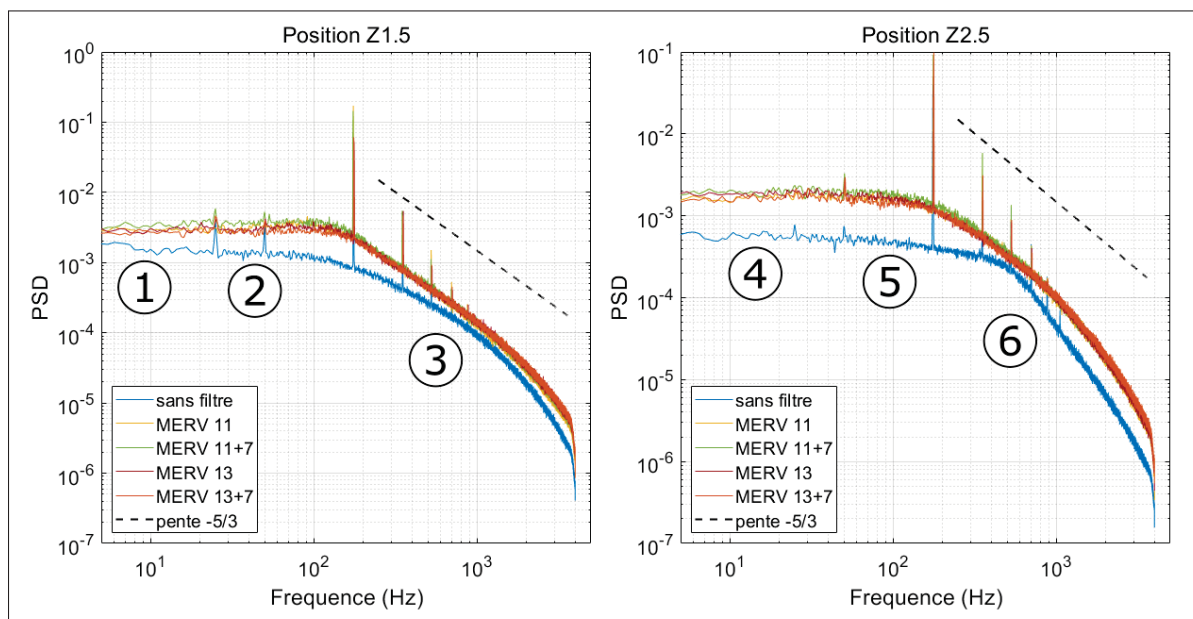 Position Z1.5
10^0
10^-1
10^-2
10^-3
10^-4
10^-5
10^-6
10^-7
PSD
1
2
3
sans filtre
MERV 11
MERV 11+7
MERV 13
MERV 13+7
pente -5/3
10^1
10^2
10^3
Frequence (Hz)
Position Z2.5
10^-1
10^-2
10^-3
10^-4
10^-5
10^-6
10^-7
PSD
4
5
6
sans filtre
MERV 11
MERV 11+7
MERV 13
MERV 13+7
pente -5/3
10^1
10^2
10^3
Frequence (Hz)